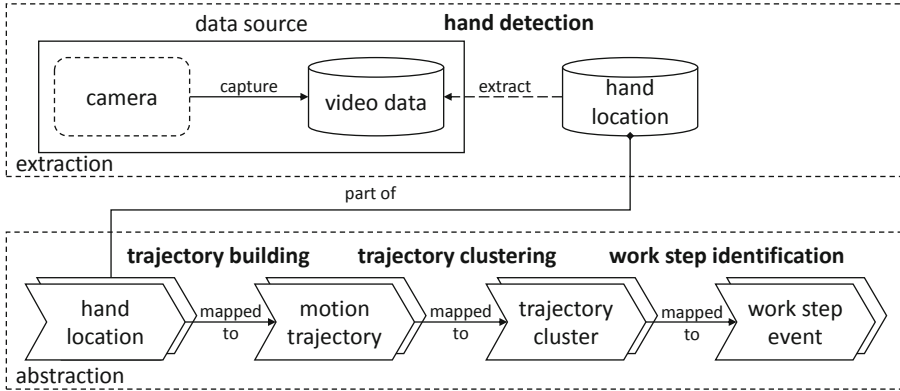 data source
hand detection
camera
capture
video data
extract
hand
location
extraction
part of
trajectory building
trajectory clustering
work step identification
hand
location
mapped
to
motion
trajectory
mapped
to
trajectory
cluster
mapped
to
work step
event
abstraction